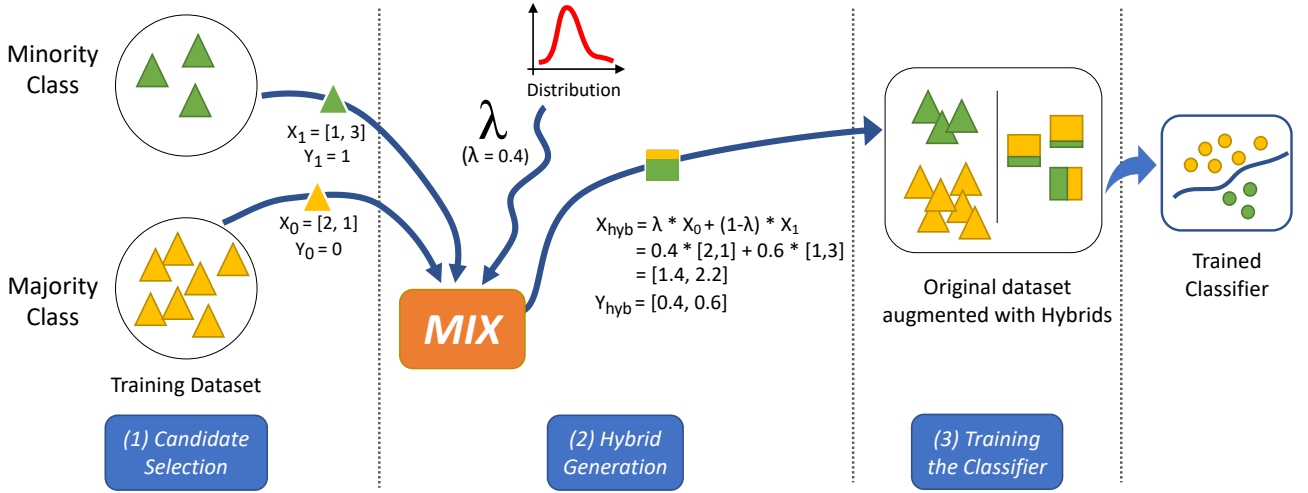 Minority
Class
X₁ = [1, 3]
Y₁ = 1
X₀ = [2, 1]
Y₀ = 0
Majority
Class
Training Dataset
(1) Candidate
Selection
Distribution
λ
(λ = 0.4)
MIX
Xhyb = λ * X₀ + (1-λ) * X₁
= 0.4 * [2,1] + 0.6 * [1,3]
= [1.4, 2.2]
Yhyb = [0.4, 0.6]
(2) Hybrid
Generation
Original dataset
augmented with Hybrids
(3) Training
the Classifier
Trained
Classifier